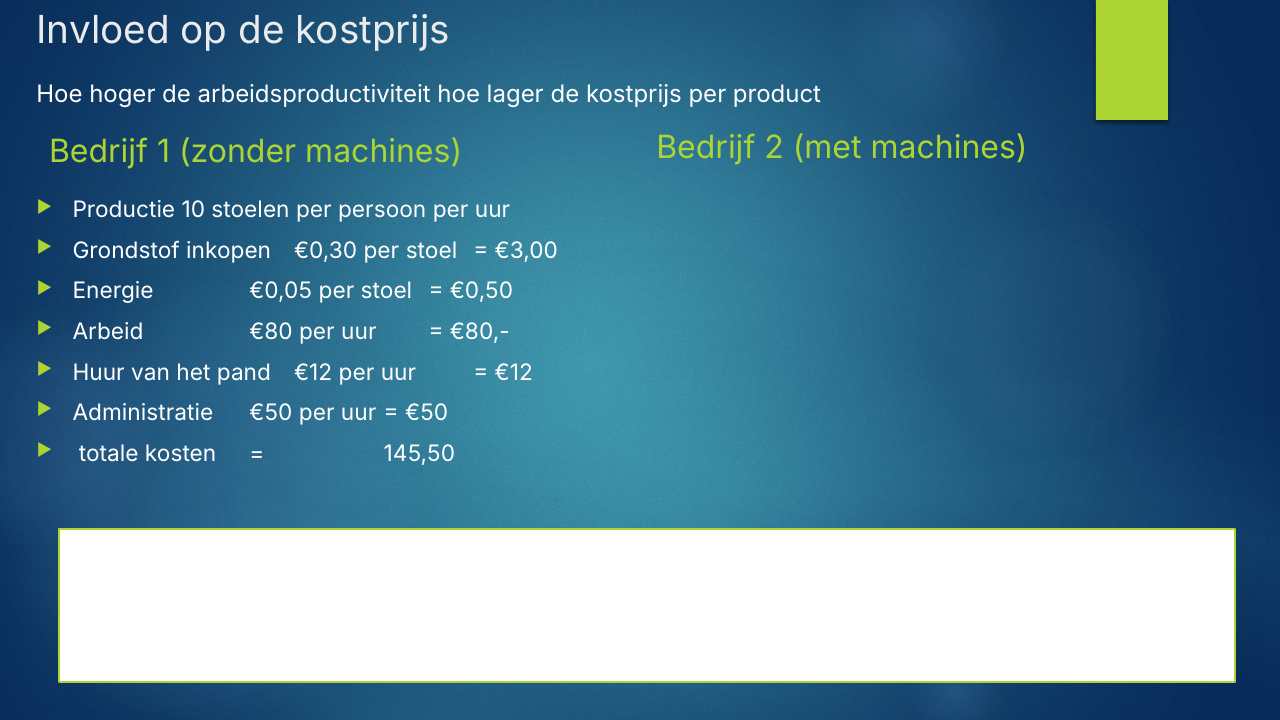 Invloed op de kostprijs
Hoe hoger de arbeidsproductiviteit hoe lager de kostprijs per product
Bedrijf 1 (zonder machines)
Productie 10 stoelen per persoon per uur
Grondstof inkopen €0,30 per stoel = €3,00
Energie €0,05 per stoel = €0,50
Arbeid €80 per uur = €80,-
Huur van het pand €12 per uur = €12
Administratie €50 per uur = €50
totale kosten = 145,50
Bedrijf 2 (met machines)